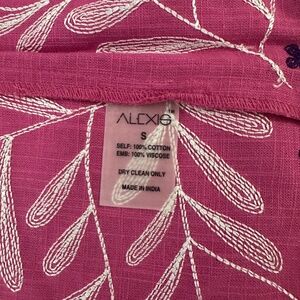 ALEXIS
S
SELF: 100% COTTON
EMB: 100% VISCOSE
DRY CLEAN ONLY
MADE IN INDIA